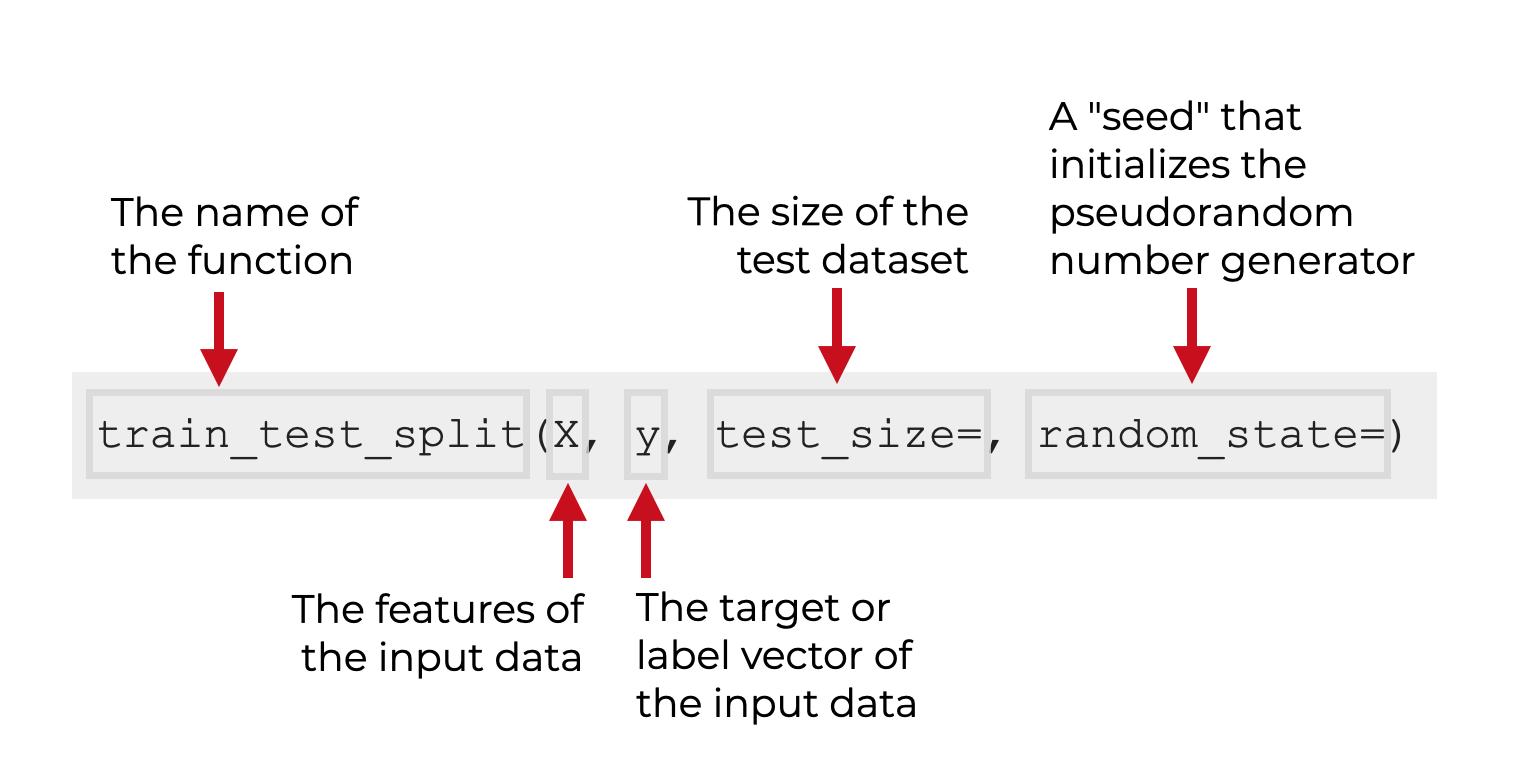 A "seed" that
initializes the
pseudorandom
number generator
The name of
the function
The size of the
test dataset
train_test_split(X, y, test_size=, random_state=)
The features of
the input data
The target or
label vector of
the input data